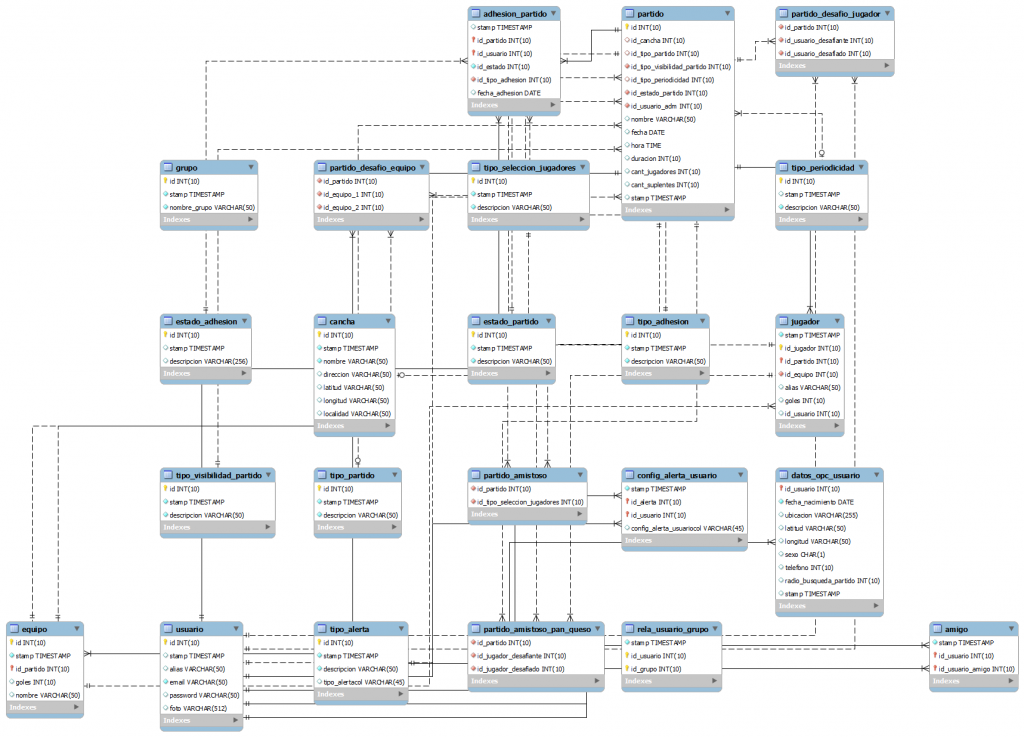 adhesion_partido
stamp TIMESTAMP
id_partido INT(10)
id_usuario INT(10)
id_estado INT(10)
id_tipo_adhesion INT(10)
fecha_adhesion DATE
Indexes
partido
id INT(10)
id_cancha INT(10)
id_tipo_partido INT(10)
id_tipo_visibilidad_partido INT(10)
id_tipo_periodicidad INT(10)
id_estado_partido INT(10)
id_usuario_adm INT(10)
nombre VARCHAR(50)
fecha DATE
hora TIME
duracion INT(10)
cant_jugadores INT(10)
cant_suplentes INT(10)
stamp TIMESTAMP
Indexes
partido_desafio_jugador
id_partido INT(10)
id_usuario_desafiante INT(10)
id_usuario_desafiado INT(10)
Indexes
grupo
id INT(10)
stamp TIMESTAMP
nombre_grupo VARCHAR(50)
Indexes
partido_desafio_equipo
id_partido INT(10)
id_equipo_1 INT(10)
id_equipo_2 INT(10)
Indexes
tipo_seleccion_jugadores
id INT(10)
stamp TIMESTAMP
descripcion VARCHAR(50)
Indexes
tipo_periodicidad
id INT(10)
stamp TIMESTAMP
descripcion VARCHAR(50)
Indexes
estado_adhesion
id INT(10)
stamp TIMESTAMP
descripcion VARCHAR(256)
Indexes
cancha
id INT(10)
stamp TIMESTAMP
nombre VARCHAR(50)
direccion VARCHAR(50)
latitud VARCHAR(50)
longitud VARCHAR(50)
localidad VARCHAR(50)
Indexes
estado_partido
id INT(10)
stamp TIMESTAMP
descripcion VARCHAR(50)
Indexes
tipo_adhesion
id INT(10)
stamp TIMESTAMP
descripcion VARCHAR(50)
Indexes
jugador
stamp TIMESTAMP
id_jugador INT(10)
id_partido INT(10)
id_equipo INT(10)
alias VARCHAR(50)
goles INT(10)
id_usuario INT(10)
Indexes
tipo_visibilidad_partido
id INT(10)
stamp TIMESTAMP
descripcion VARCHAR(50)
Indexes
tipo_partido
id INT(10)
stamp TIMESTAMP
descripcion VARCHAR(50)
Indexes
partido_amistoso
id_partido INT(10)
id_tipo_seleccion_jugadores INT(10)
Indexes
config_alerta_usuario
stamp TIMESTAMP
id_alerta INT(10)
id_usuario INT(10)
config_alerta_usuariocol VARCHAR(45)
Indexes
datos_opc_usuario
id_usuario INT(10)
fecha_nacimiento DATE
ubicacion VARCHAR(255)
latitud VARCHAR(50)
longitud VARCHAR(50)
sexo CHAR(1)
telefono INT(10)
radio_busqueda_partido INT(10)
stamp TIMESTAMP
Indexes
equipo
id INT(10)
stamp TIMESTAMP
id_partido INT(10)
goles INT(10)
nombre VARCHAR(50)
Indexes
usuario
id INT(10)
stamp TIMESTAMP
alias VARCHAR(50)
email VARCHAR(50)
password VARCHAR(50)
foto VARCHAR(512)
Indexes
tipo_alerta
id INT(10)
stamp TIMESTAMP
descripcion VARCHAR(50)
tipo_alertacol VARCHAR(45)
Indexes
partido_amistoso_pan_queso
id_partido INT(10)
id_jugador_desafiante INT(10)
id_jugador_desafiado INT(10)
Indexes
rela_usuario_grupo
stamp TIMESTAMP
id_usuario INT(10)
id_grupo INT(10)
Indexes
amigo
stamp TIMESTAMP
id_usuario INT(10)
id_usuario_amigo INT(10)
Indexes